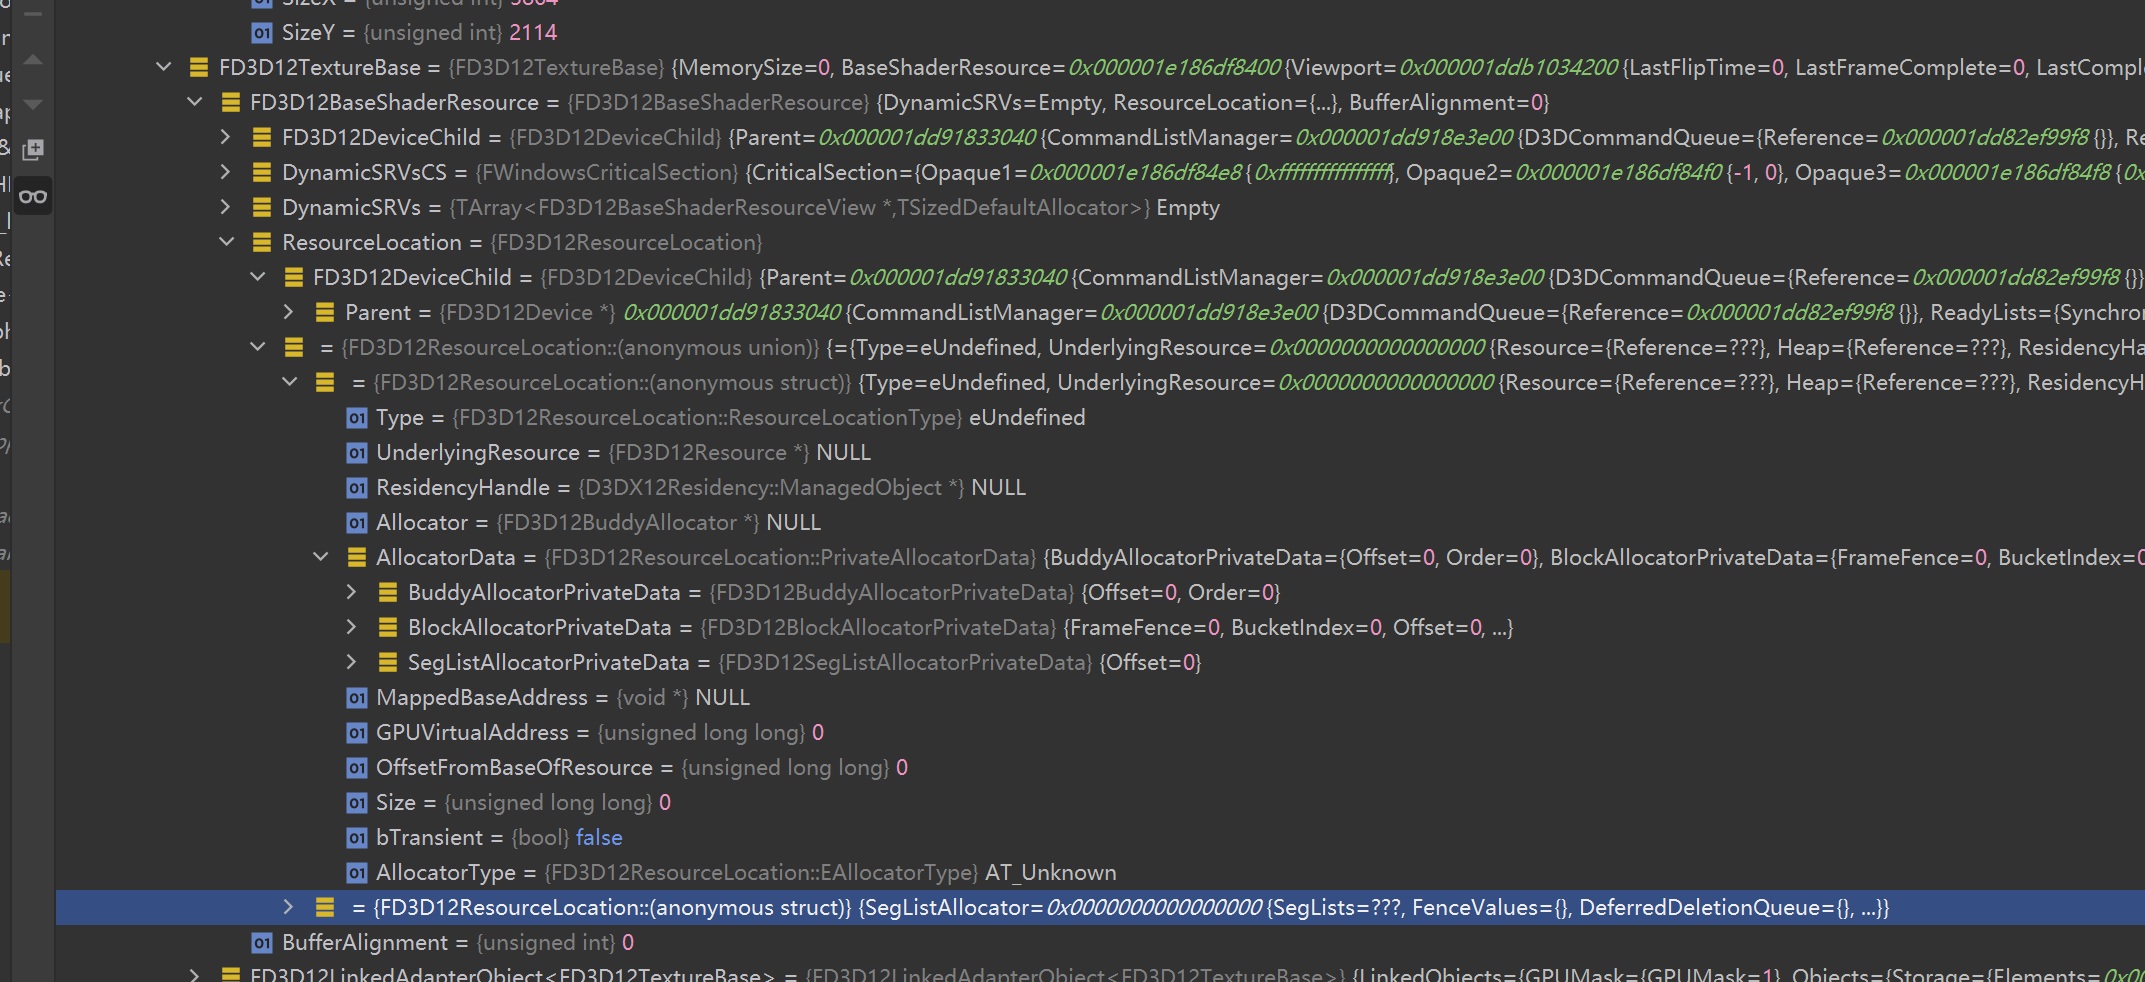 SizeX = {unsigned int} 3864
SizeY = {unsigned int} 2114
FD3D12TextureBase = {FD3D12TextureBase} {MemorySize=0, BaseShaderResource=0x000001e186df8400 {Viewport=0x000001ddb1034200 {LastFlipTime=0, LastFrameComplete=0, LastCompl
FD3D12BaseShaderResource = {FD3D12BaseShaderResource} {DynamicSRVs=Empty, ResourceLocation={...}, BufferAlignment=0}
FD3D12DeviceChild = {FD3D12DeviceChild} {Parent=0x000001dd91833040 {CommandListManager=0x000001dd918e3e00 {D3DCommandQueue={Reference=0x000001dd82ef99f8 {}}, Re
DynamicSRVsCS = {FWindowsCriticalSection} {CriticalSection={Opaque1=0x000001e186df84e8 {0xffffffffffffffff}, Opaque2=0x000001e186df84f0 {-1, 0}, Opaque3=0x000001e186df84f8 {0x
DynamicSRVs = {TArray<FD3D12BaseShaderResourceView *,TSizedDefaultAllocator>} Empty
ResourceLocation = {FD3D12ResourceLocation}
FD3D12DeviceChild = {FD3D12DeviceChild} {Parent=0x000001dd91833040 {CommandListManager=0x000001dd918e3e00 {D3DCommandQueue={Reference=0x000001dd82ef99f8 {}}
Parent = {FD3D12Device *} 0x000001dd91833040 {CommandListManager=0x000001dd918e3e00 {D3DCommandQueue={Reference=0x000001dd82ef99f8 {}}, ReadyLists={Synchror
= {FD3D12ResourceLocation::(anonymous union)} {={Type=eUndefined, UnderlyingResource=0x0000000000000000 {Resource={Reference=???}, Heap={Reference=???}, ResidencyHa
= {FD3D12ResourceLocation::(anonymous struct)} {Type=eUndefined, UnderlyingResource=0x0000000000000000 {Resource={Reference=???}, Heap={Reference=???}, ResidencyH
01 Type = {FD3D12ResourceLocation::ResourceLocationType} eUndefined
01 UnderlyingResource = {FD3D12Resource *} NULL
01 ResidencyHandle = {D3DX12Residency::ManagedObject *} NULL
01 Allocator = {FD3D12BuddyAllocator *} NULL
AllocatorData = {FD3D12ResourceLocation::PrivateAllocatorData} {BuddyAllocatorPrivateData={Offset=0, Order=0}, BlockAllocatorPrivateData={FrameFence=0, BucketIndex=0
BuddyAllocatorPrivateData = {FD3D12BuddyAllocatorPrivateData} {Offset=0, Order=0}
BlockAllocatorPrivateData = {FD3D12BlockAllocatorPrivateData} {FrameFence=0, BucketIndex=0, Offset=0, ...}
SegListAllocatorPrivateData = {FD3D12SegListAllocatorPrivateData} {Offset=0}
01 MappedBaseAddress = {void *} NULL
01 GPUVirtualAddress = {unsigned long long} 0
01 OffsetFromBaseOfResource = {unsigned long long} 0
01 Size = {unsigned long long} 0
01 bTransient = {bool} false
01 AllocatorType = {FD3D12ResourceLocation::EAllocatorType} AT_Unknown
= {FD3D12ResourceLocation::(anonymous struct)} {SegListAllocator=0x0000000000000000 {SegLists=???, FenceValues={}, DeferredDeletionQueue={}, ...}}
01 BufferAlignment = {unsigned int} 0
FD3D12LinkedAdapterObject<FD3D12TextureBase> = {FD3D12LinkedAdapterObject<FD3D12TextureBase>} {LinkedObjects={GPUMask={GPUMask=1}, Objects={Storage={Elements=0x00